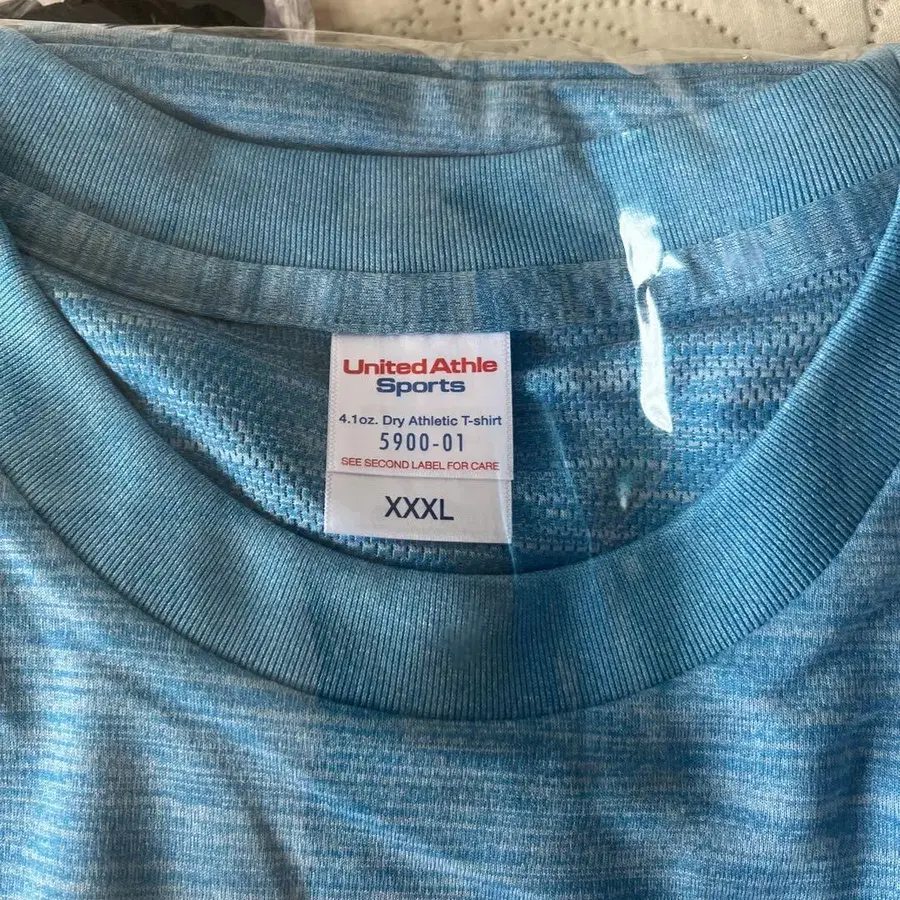 United Athle
Sports
4.1oz. Dry Athletic T-shirt
5900-01
SEE SECOND LABEL FOR CARE
XXXL